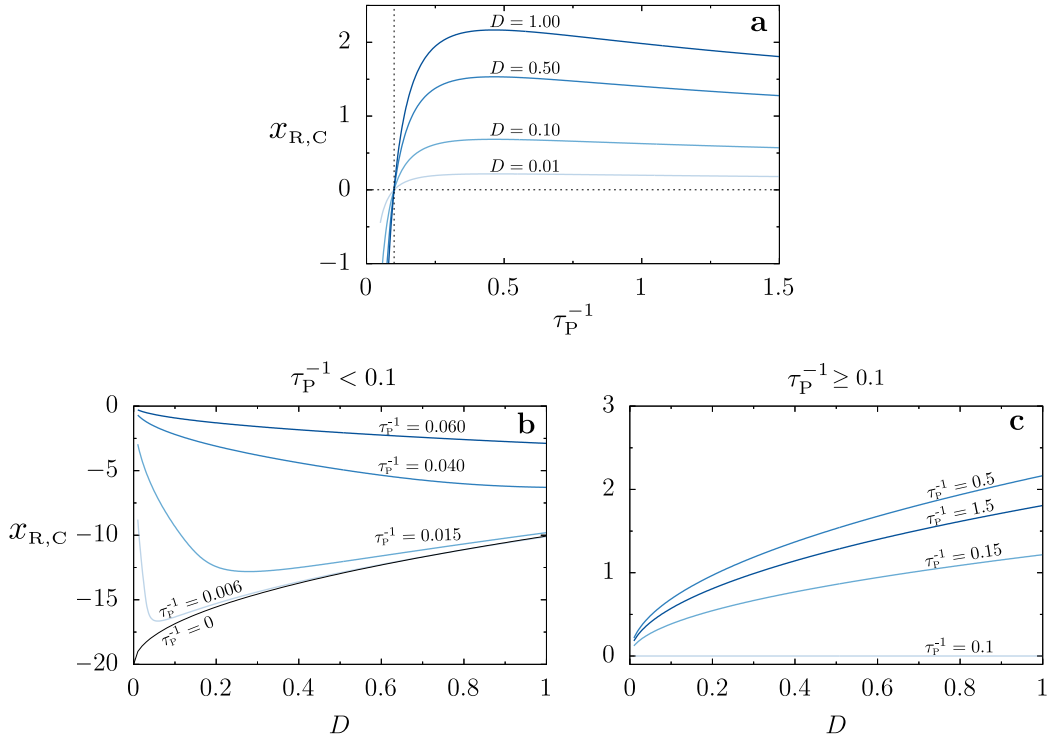 a
D = 1.00
D = 0.50
D = 0.10
D = 0.01
x_{R,C}
2
1
0
−1
0
0.5
1
1.5
τ_P^{-1}
τ_P^{-1} < 0.1
b
τ_P^{-1} = 0.060
τ_P^{-1} = 0.040
τ_P^{-1} = 0.015
τ_P^{-1} = 0.006
τ_P^{-1} = 0
x_{R,C}
0
−5
−10
−15
−20
0
0.2
0.4
0.6
0.8
1
D
τ_P^{-1} ≥ 0.1
c
τ_P^{-1} = 0.5
τ_P^{-1} = 1.5
τ_P^{-1} = 0.15
τ_P^{-1} = 0.1
3
2
1
0
0
0.2
0.4
0.6
0.8
1
D